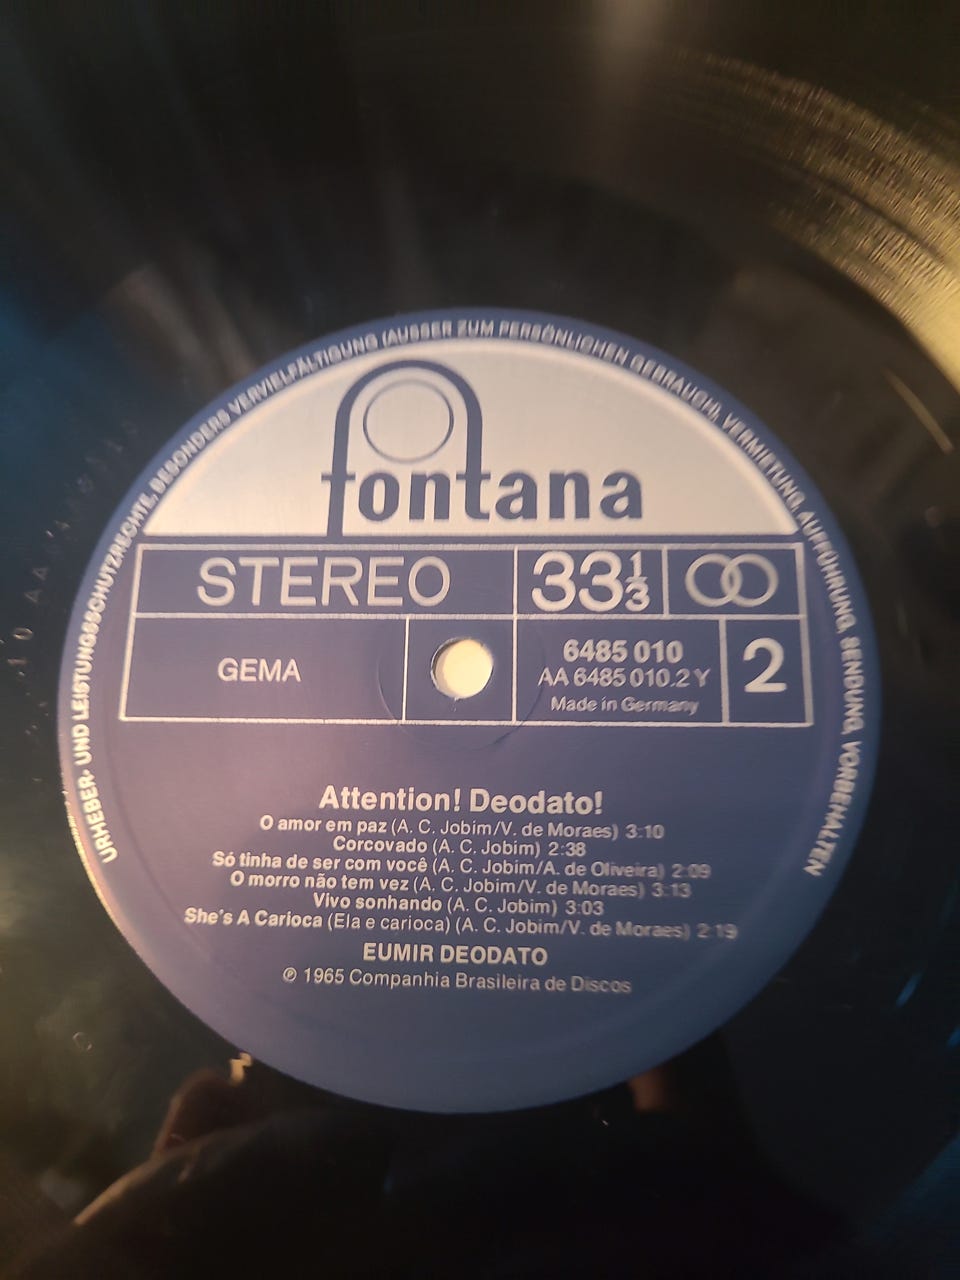 URHEBER- UND LEISTUNGSSCHUTZRECHTE, BESONDERS VERVIELFÄLTIGUNG (AUSSER ZUM PERSÖNLICHEN GEBRAUCH), VERMIETUNG, AUFFÜHRUNG, SENDUNG, VORBEHALTEN
fontana
STEREO 33 1/3
GEMA
6485 010
AA 6485 010.2 Y
Made in Germany
2
Attention! Deodato!
O amor em paz (A. C. Jobim/V. de Moraes) 3:10
Corcovado (A. C. Jobim) 2:38
Só tinha de ser com você (A. C. Jobim/A. de Oliveira) 2:09
O morro não tem vez (A. C. Jobim/V. de Moraes) 3:13
Vivo sonhando (A. C. Jobim) 3:03
She's A Carioca (Ela e carioca) (A. C. Jobim/V. de Moraes) 2:19
EUMIR DEODATO
℗ 1965 Companhia Brasileira de Discos